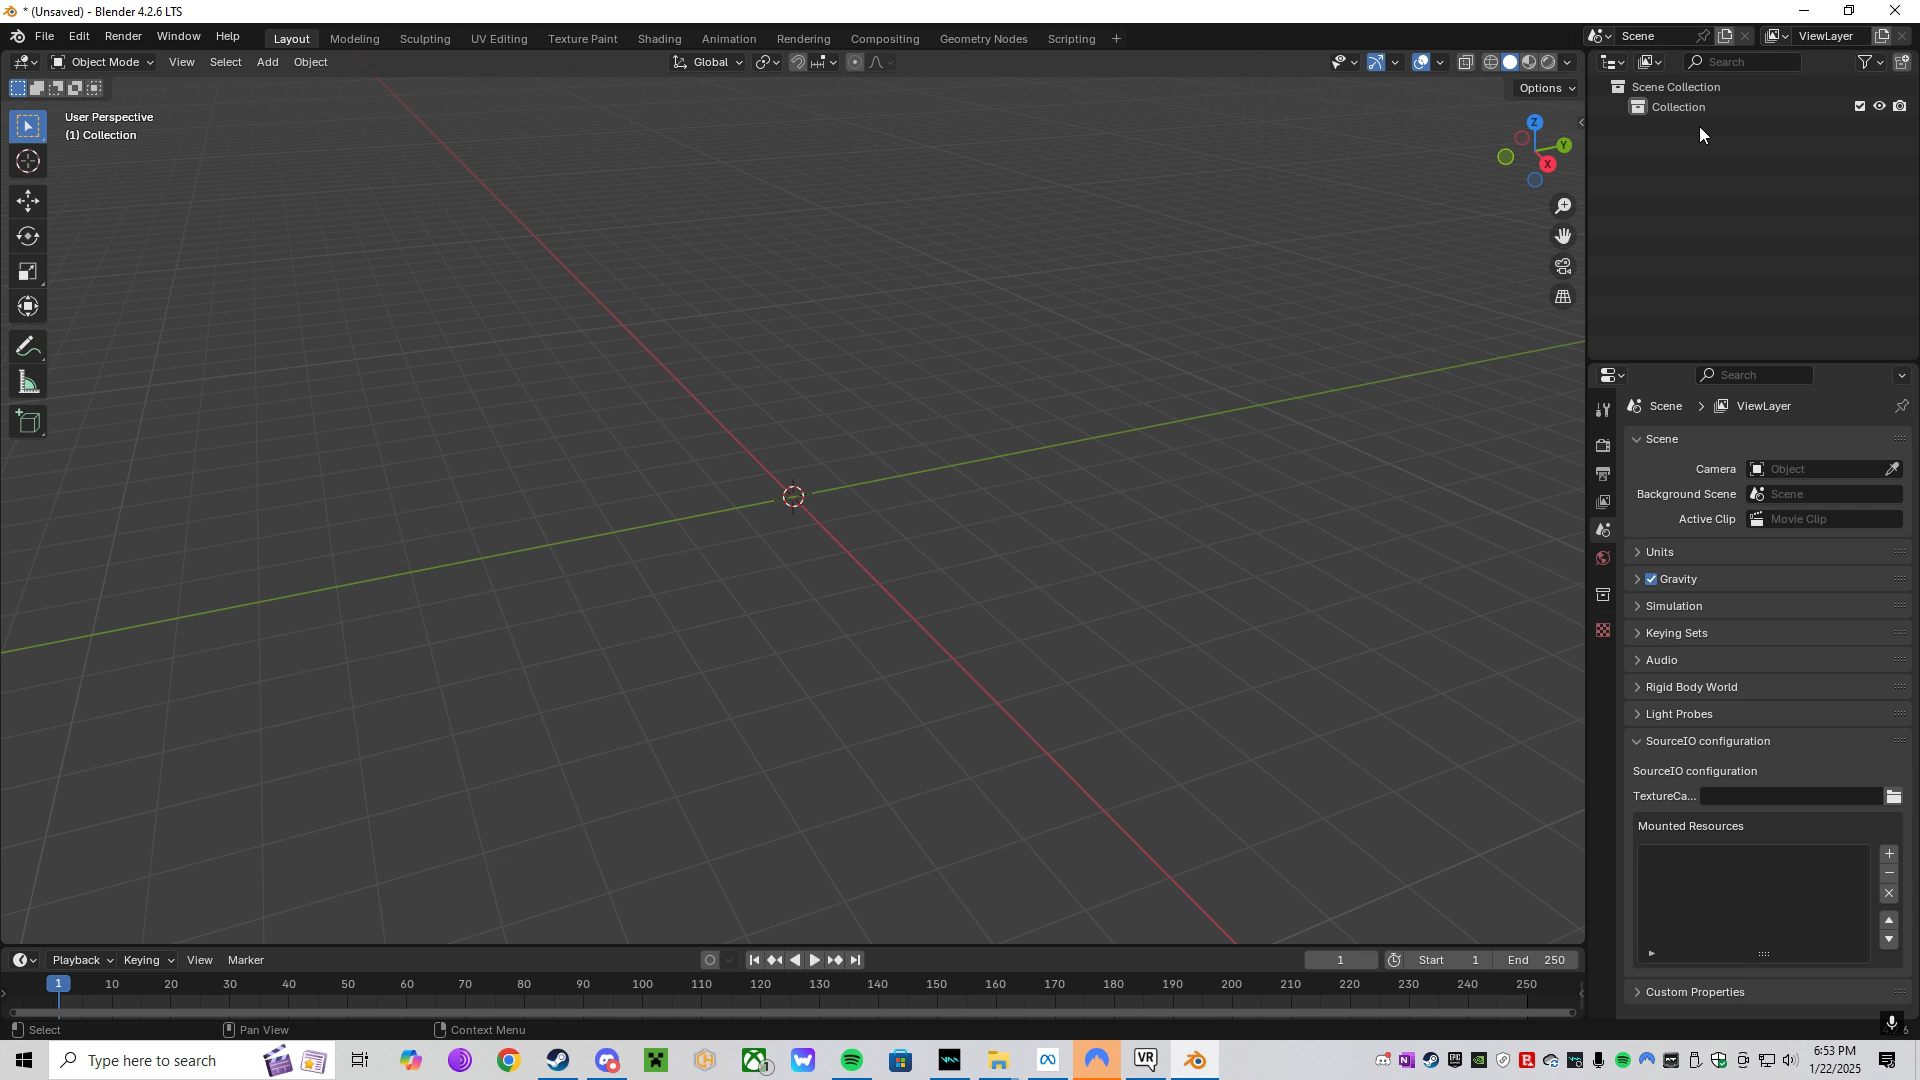 * (Unsaved) - Blender 4.2.6 LTS
File Edit Render Window Help
Layout Modeling Sculpting UV Editing Texture Paint Shading Animation Rendering Compositing Geometry Nodes Scripting +
Scene
ViewLayer
Object Mode View Select Add Object
Global
Search
Options
User Perspective
(1) Collection
Z
Y
X
Scene Collection
Collection
Search
Scene > ViewLayer
Scene
Camera Object
Background Scene Scene
Active Clip Movie Clip
Units
Gravity
Simulation
Keying Sets
Audio
Rigid Body World
Light Probes
SourceIO configuration
SourceIO configuration
TextureCa...
Mounted Resources
Custom Properties
Playback Keying View Marker
1 Start 1 End 250
1 10 20 30 40 50 60 70 80 90 100 110 120 130 140 150 160 170 180 190 200 210 220 230 240 250
Select Pan View Context Menu
Type here to search
VR
6:53 PM
1/22/2025